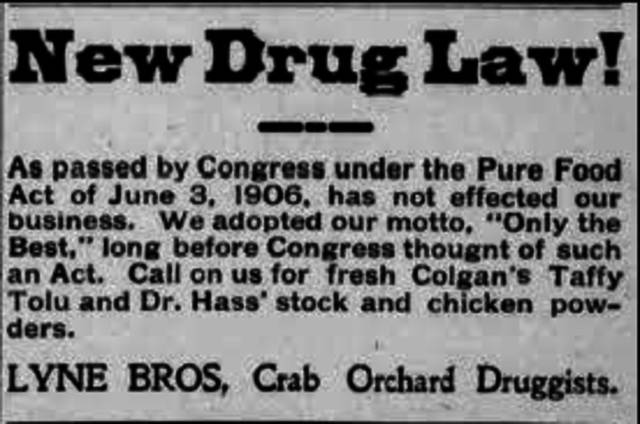 New Drug Law!
As passed by Congress under the Pure Food
Act of June 3, 1906, has not effected our
business. We adopted our motto, "Only the
Best," long before Congress thougnt of such
an Act. Call on us for fresh Colgan's Taffy
Tolu and Dr. Hass' stock and chicken pow-
ders.
LYNE BROS, Crab Orchard Druggists.